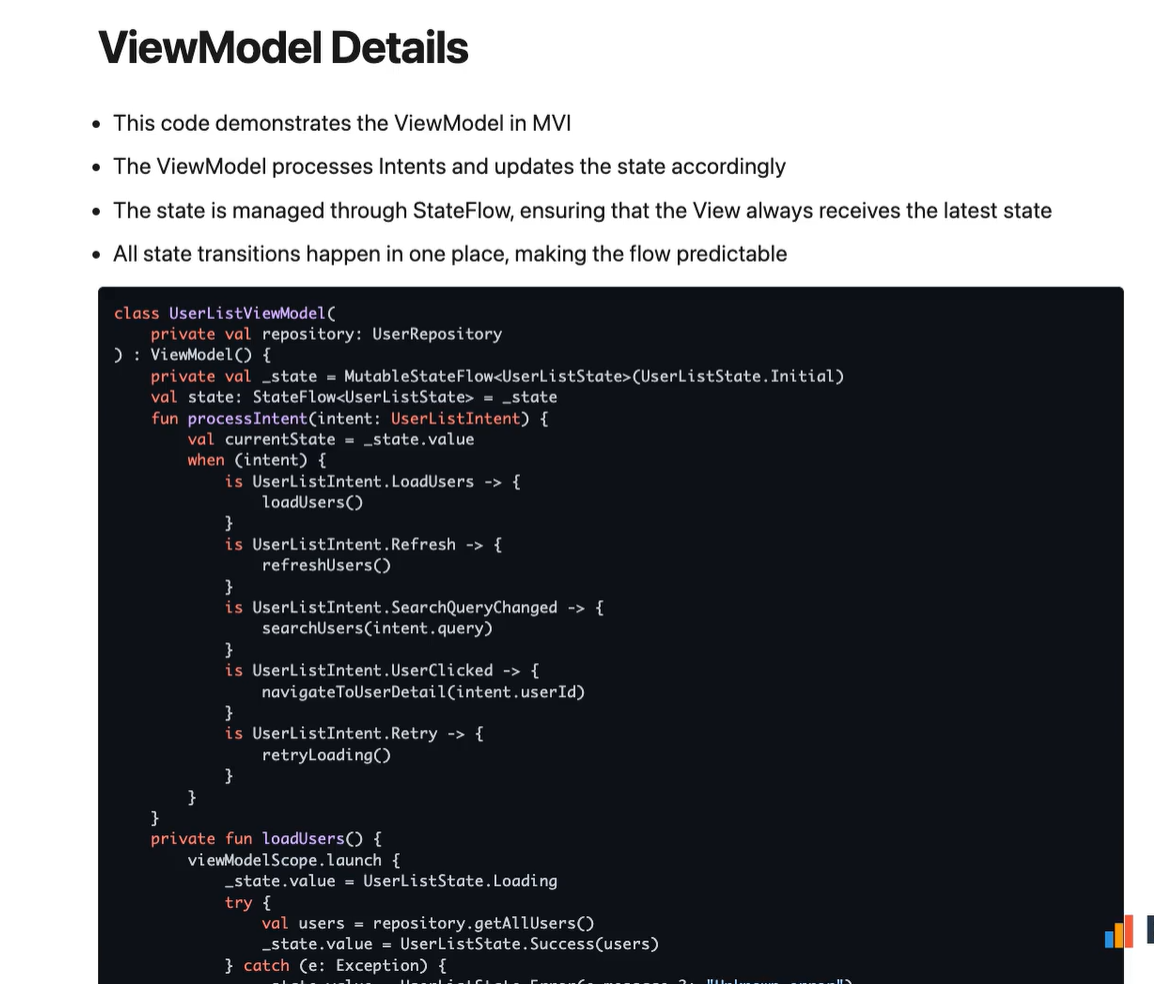 ViewModel Details
• This code demonstrates the ViewModel in MVI
• The ViewModel processes Intents and updates the state accordingly
• The state is managed through StateFlow, ensuring that the View always receives the latest state
• All state transitions happen in one place, making the flow predictable
class UserListViewModel(
    private val repository: UserRepository
) : ViewModel() {
    private val _state = MutableStateFlow<UserListState>(UserListState.Initial)
    val state: StateFlow<UserListState> = _state
    fun processIntent(intent: UserListIntent) {
        val currentState = _state.value
        when (intent) {
            is UserListIntent.LoadUsers -> {
                loadUsers()
            }
            is UserListIntent.Refresh -> {
                refreshUsers()
            }
            is UserListIntent.SearchQueryChanged -> {
                searchUsers(intent.query)
            }
            is UserListIntent.UserClicked -> {
                navigateToUserDetail(intent.userId)
            }
            is UserListIntent.Retry -> {
                retryLoading()
            }
        }
    }
    private fun loadUsers() {
        viewModelScope.launch {
            _state.value = UserListState.Loading
            try {
                val users = repository.getAllUsers()
                _state.value = UserListState.Success(users)
            } catch (e: Exception) {